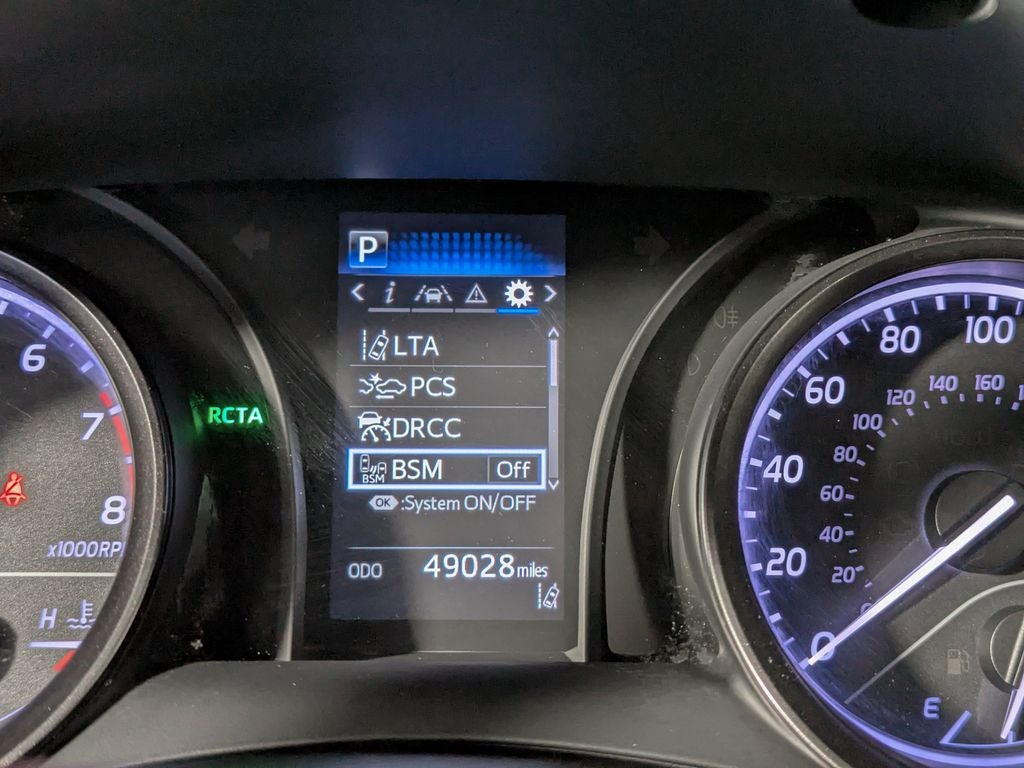 P
i
LTA
PCS
DRCC
BSM
BSM Off
OK :System ON/OFF
ODO 49028 miles
RCTA
6
7
8
x1000RP
H
100
80
60
40
20
0
160
140
120
100
80
60
40
20
0
E